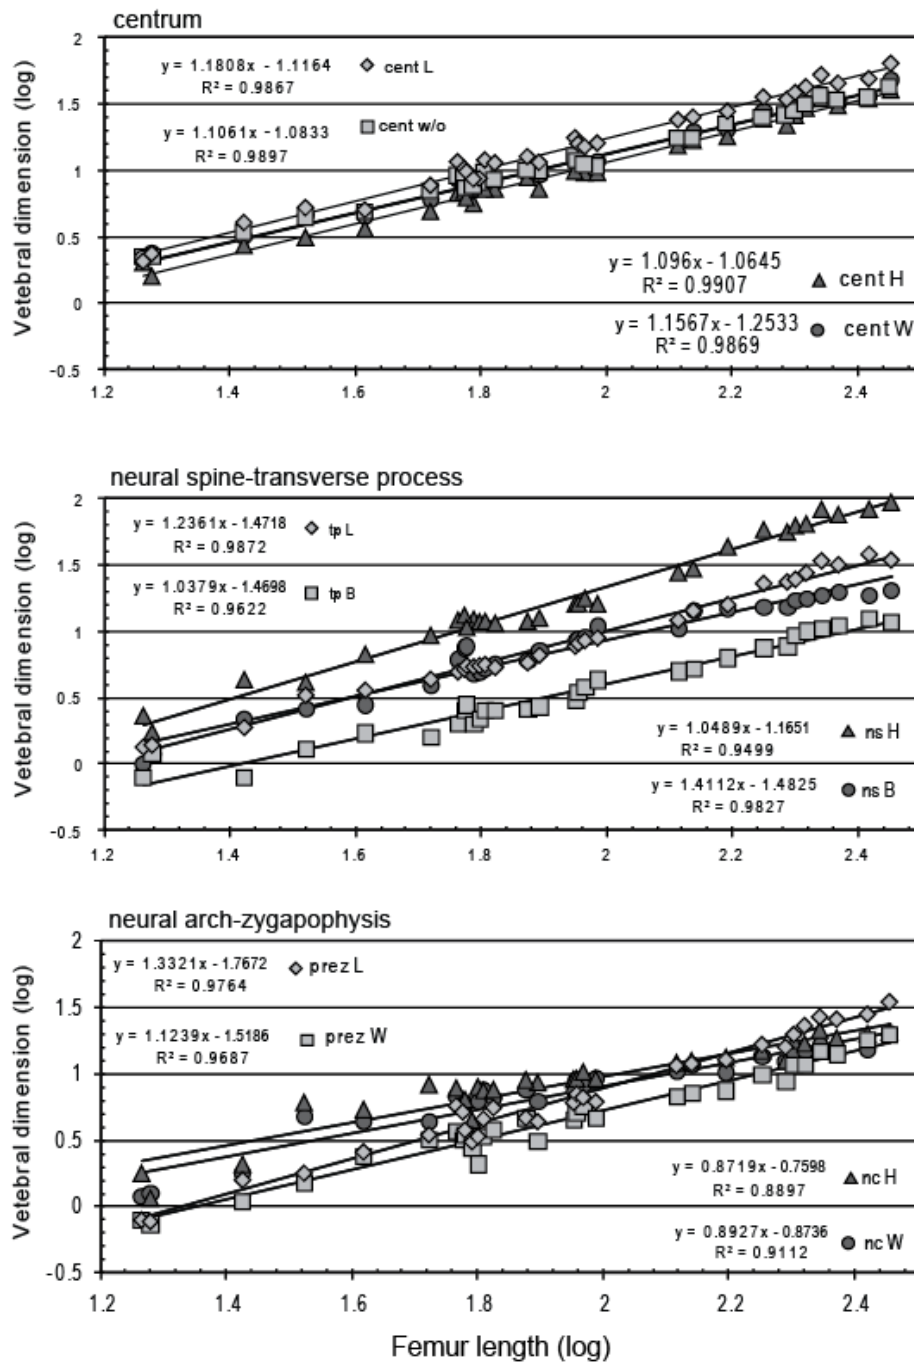 centrum
Vetebral dimension (log)
2
1.5
1
0.5
0
-0.5
y = 1.1808x - 1.1164
R² = 0.9867
cent L
y = 1.1061x - 1.0833
R² = 0.9897
cent w/o
y = 1.096x - 1.0645
R² = 0.9907
cent H
y = 1.1567x - 1.2533
R² = 0.9869
cent W
1.2 1.4 1.6 1.8 2 2.2 2.4
neural spine-transverse process
Vetebral dimension (log)
2
1.5
1
0.5
0
-0.5
y = 1.2361x - 1.4718
R² = 0.9872
tp L
y = 1.0379x - 1.4698
R² = 0.9622
tp B
y = 1.0489x - 1.1651
R² = 0.9499
ns H
y = 1.4112x - 1.4825
R² = 0.9827
ns B
1.2 1.4 1.6 1.8 2 2.2 2.4
neural arch-zygapophysis
Vetebral dimension (log)
2
1.5
1
0.5
0
-0.5
y = 1.3321x - 1.7672
R² = 0.9764
prez L
y = 1.1239x - 1.5186
R² = 0.9687
prez W
y = 0.8719x - 0.7598
R² = 0.8897
nc H
y = 0.8927x - 0.8736
R² = 0.9112
nc W
1.2 1.4 1.6 1.8 2 2.2 2.4
Femur length (log)